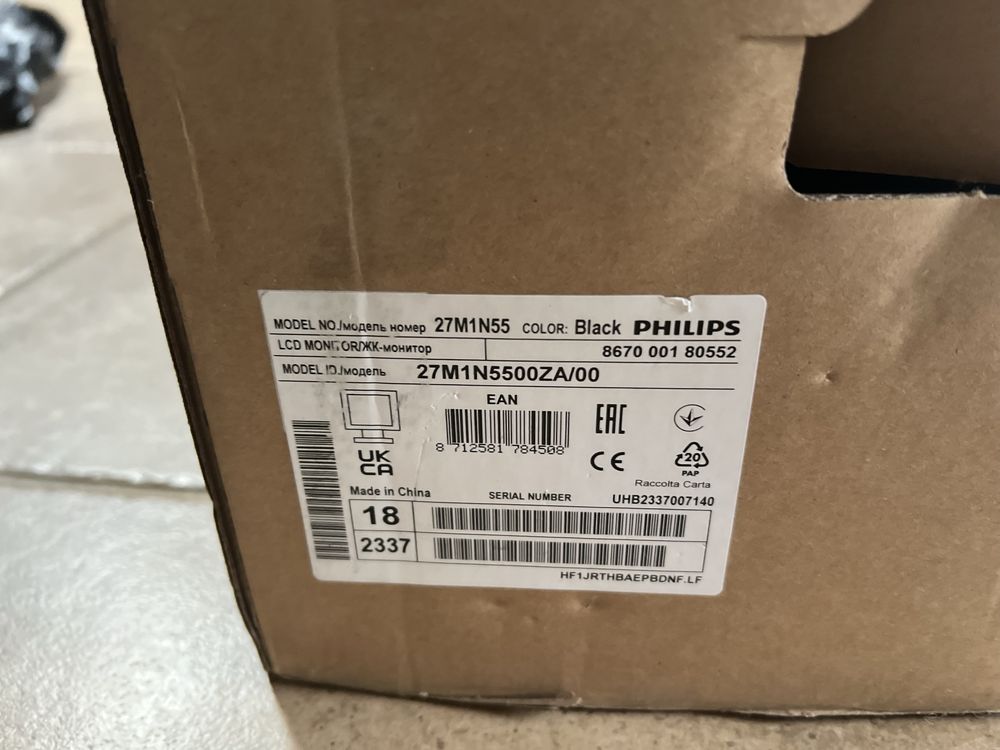 MODEL NO./модель номер 27M1N55 COLOR: Black PHILIPS
LCD MONITOR/ЖК-монитор 8670 001 80552
MODEL ID./модель 27M1N5500ZA/00
EAN
8 712581 784508
EAC
UK
CA
CE
20
PAP
Raccolta Carta
Made in China SERIAL NUMBER UHB2337007140
18
2337
HF1JRTHBAEPBDNF.LF